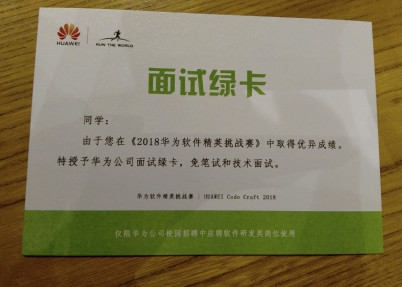 HUAWEI
RUN THE WORLD
面试绿卡
同学：
由于您在《2018华为软件精英挑战赛》中取得优异成绩，
特授予华为公司面试绿卡，免笔试和技术面试。
华为软件精英挑战赛 | HUAWEI Code Craft 2018
仅限华为公司校园招聘中应聘软件研发类岗位使用